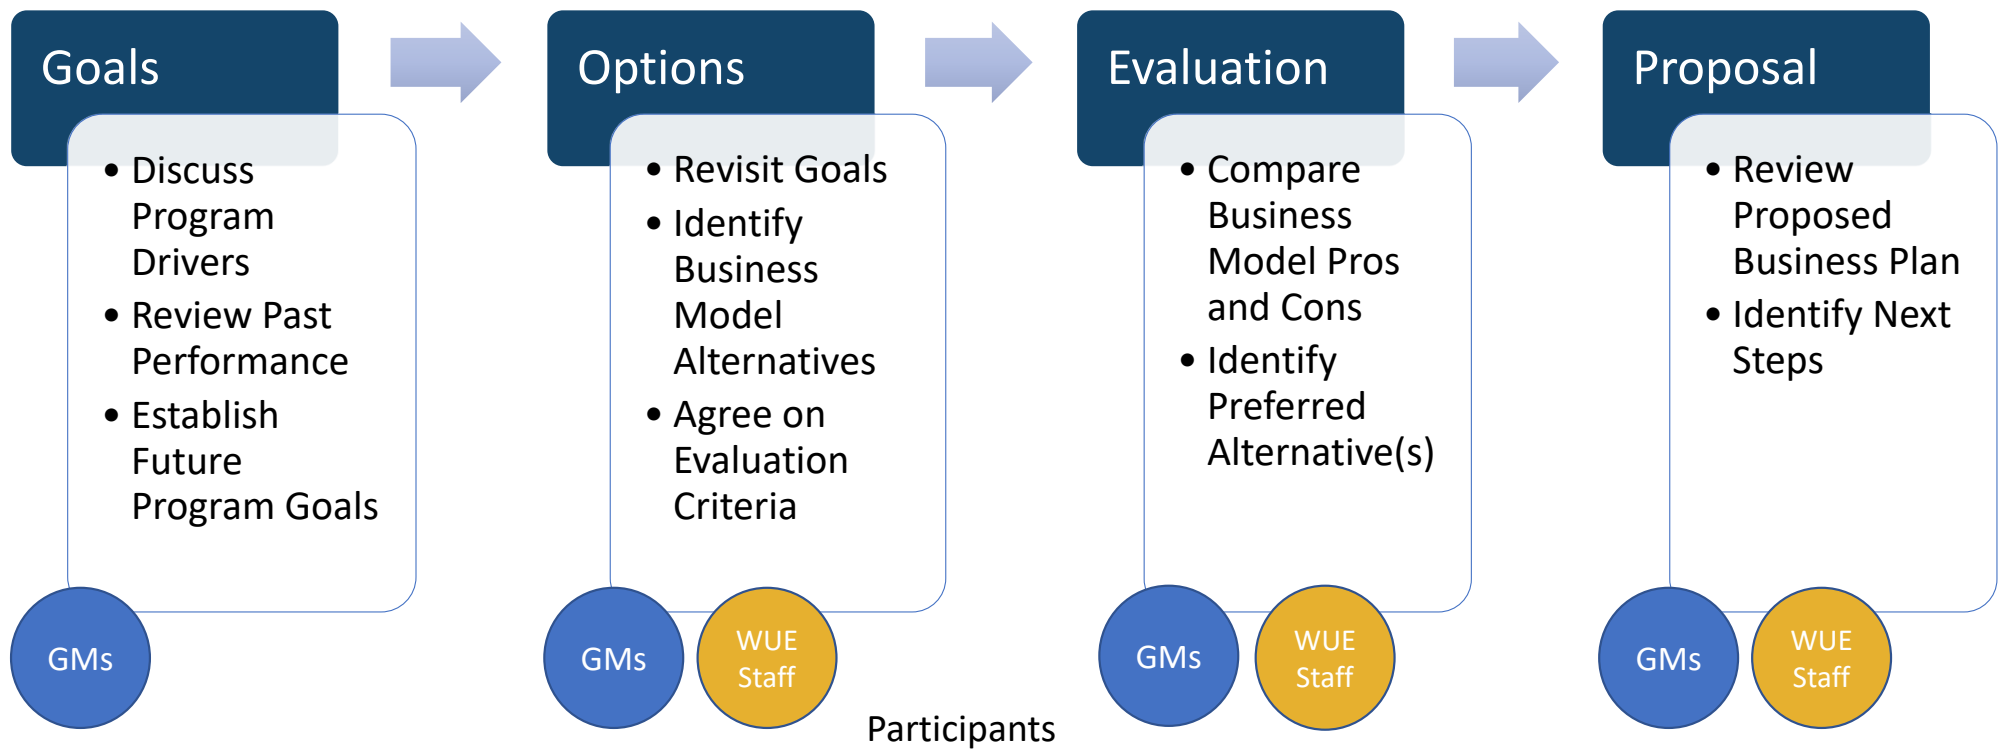 Goals
• Discuss
Program
Drivers
• Review Past
Performance
• Establish
Future
Program Goals
GMs
Options
• Revisit Goals
• Identify
Business
Model
Alternatives
• Agree on
Evaluation
Criteria
GMs
WUE
Staff
Evaluation
• Compare
Business
Model Pros
and Cons
• Identify
Preferred
Alternative(s)
GMs
WUE
Staff
Proposal
• Review
Proposed
Business Plan
• Identify Next
Steps
GMs
WUE
Staff
Participants